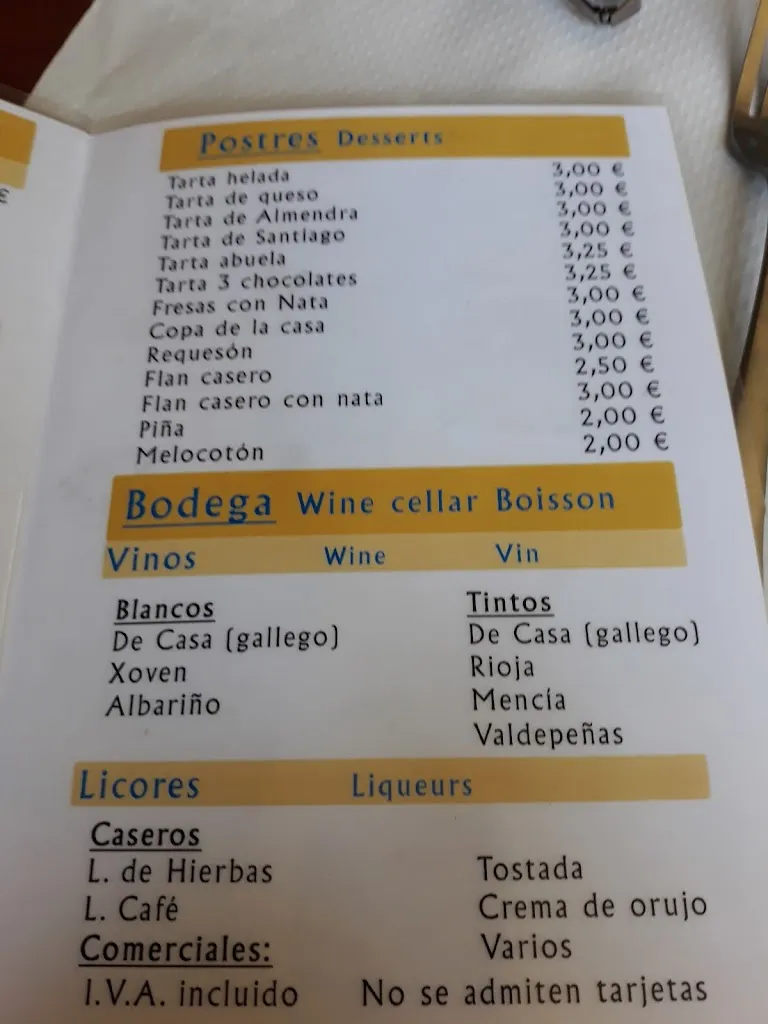 Postres Desserts
Tarta helada 3,00 €
Tarta de queso 3,00 €
Tarta de Almendra 3,00 €
Tarta de Santiago 3,00 €
Tarta abuela 3,25 €
Tarta 3 chocolates 3,25 €
Fresas con Nata 3,00 €
Copa de la casa 3,00 €
Requesón 3,00 €
Flan casero 2,50 €
Flan casero con nata 3,00 €
Piña 2,00 €
Melocotón 2,00 €
Bodega Wine cellar Boisson
Vinos Wine Vin
Blancos Tintos
De Casa (gallego) De Casa (gallego)
Xoven Rioja
Albariño Mencía
Valdepeñas
Licores Liqueurs
Caseros
L. de Hierbas Tostada
L. Café Crema de orujo
Comerciales: Varios
I.V.A. incluido No se admiten tarjetas
€